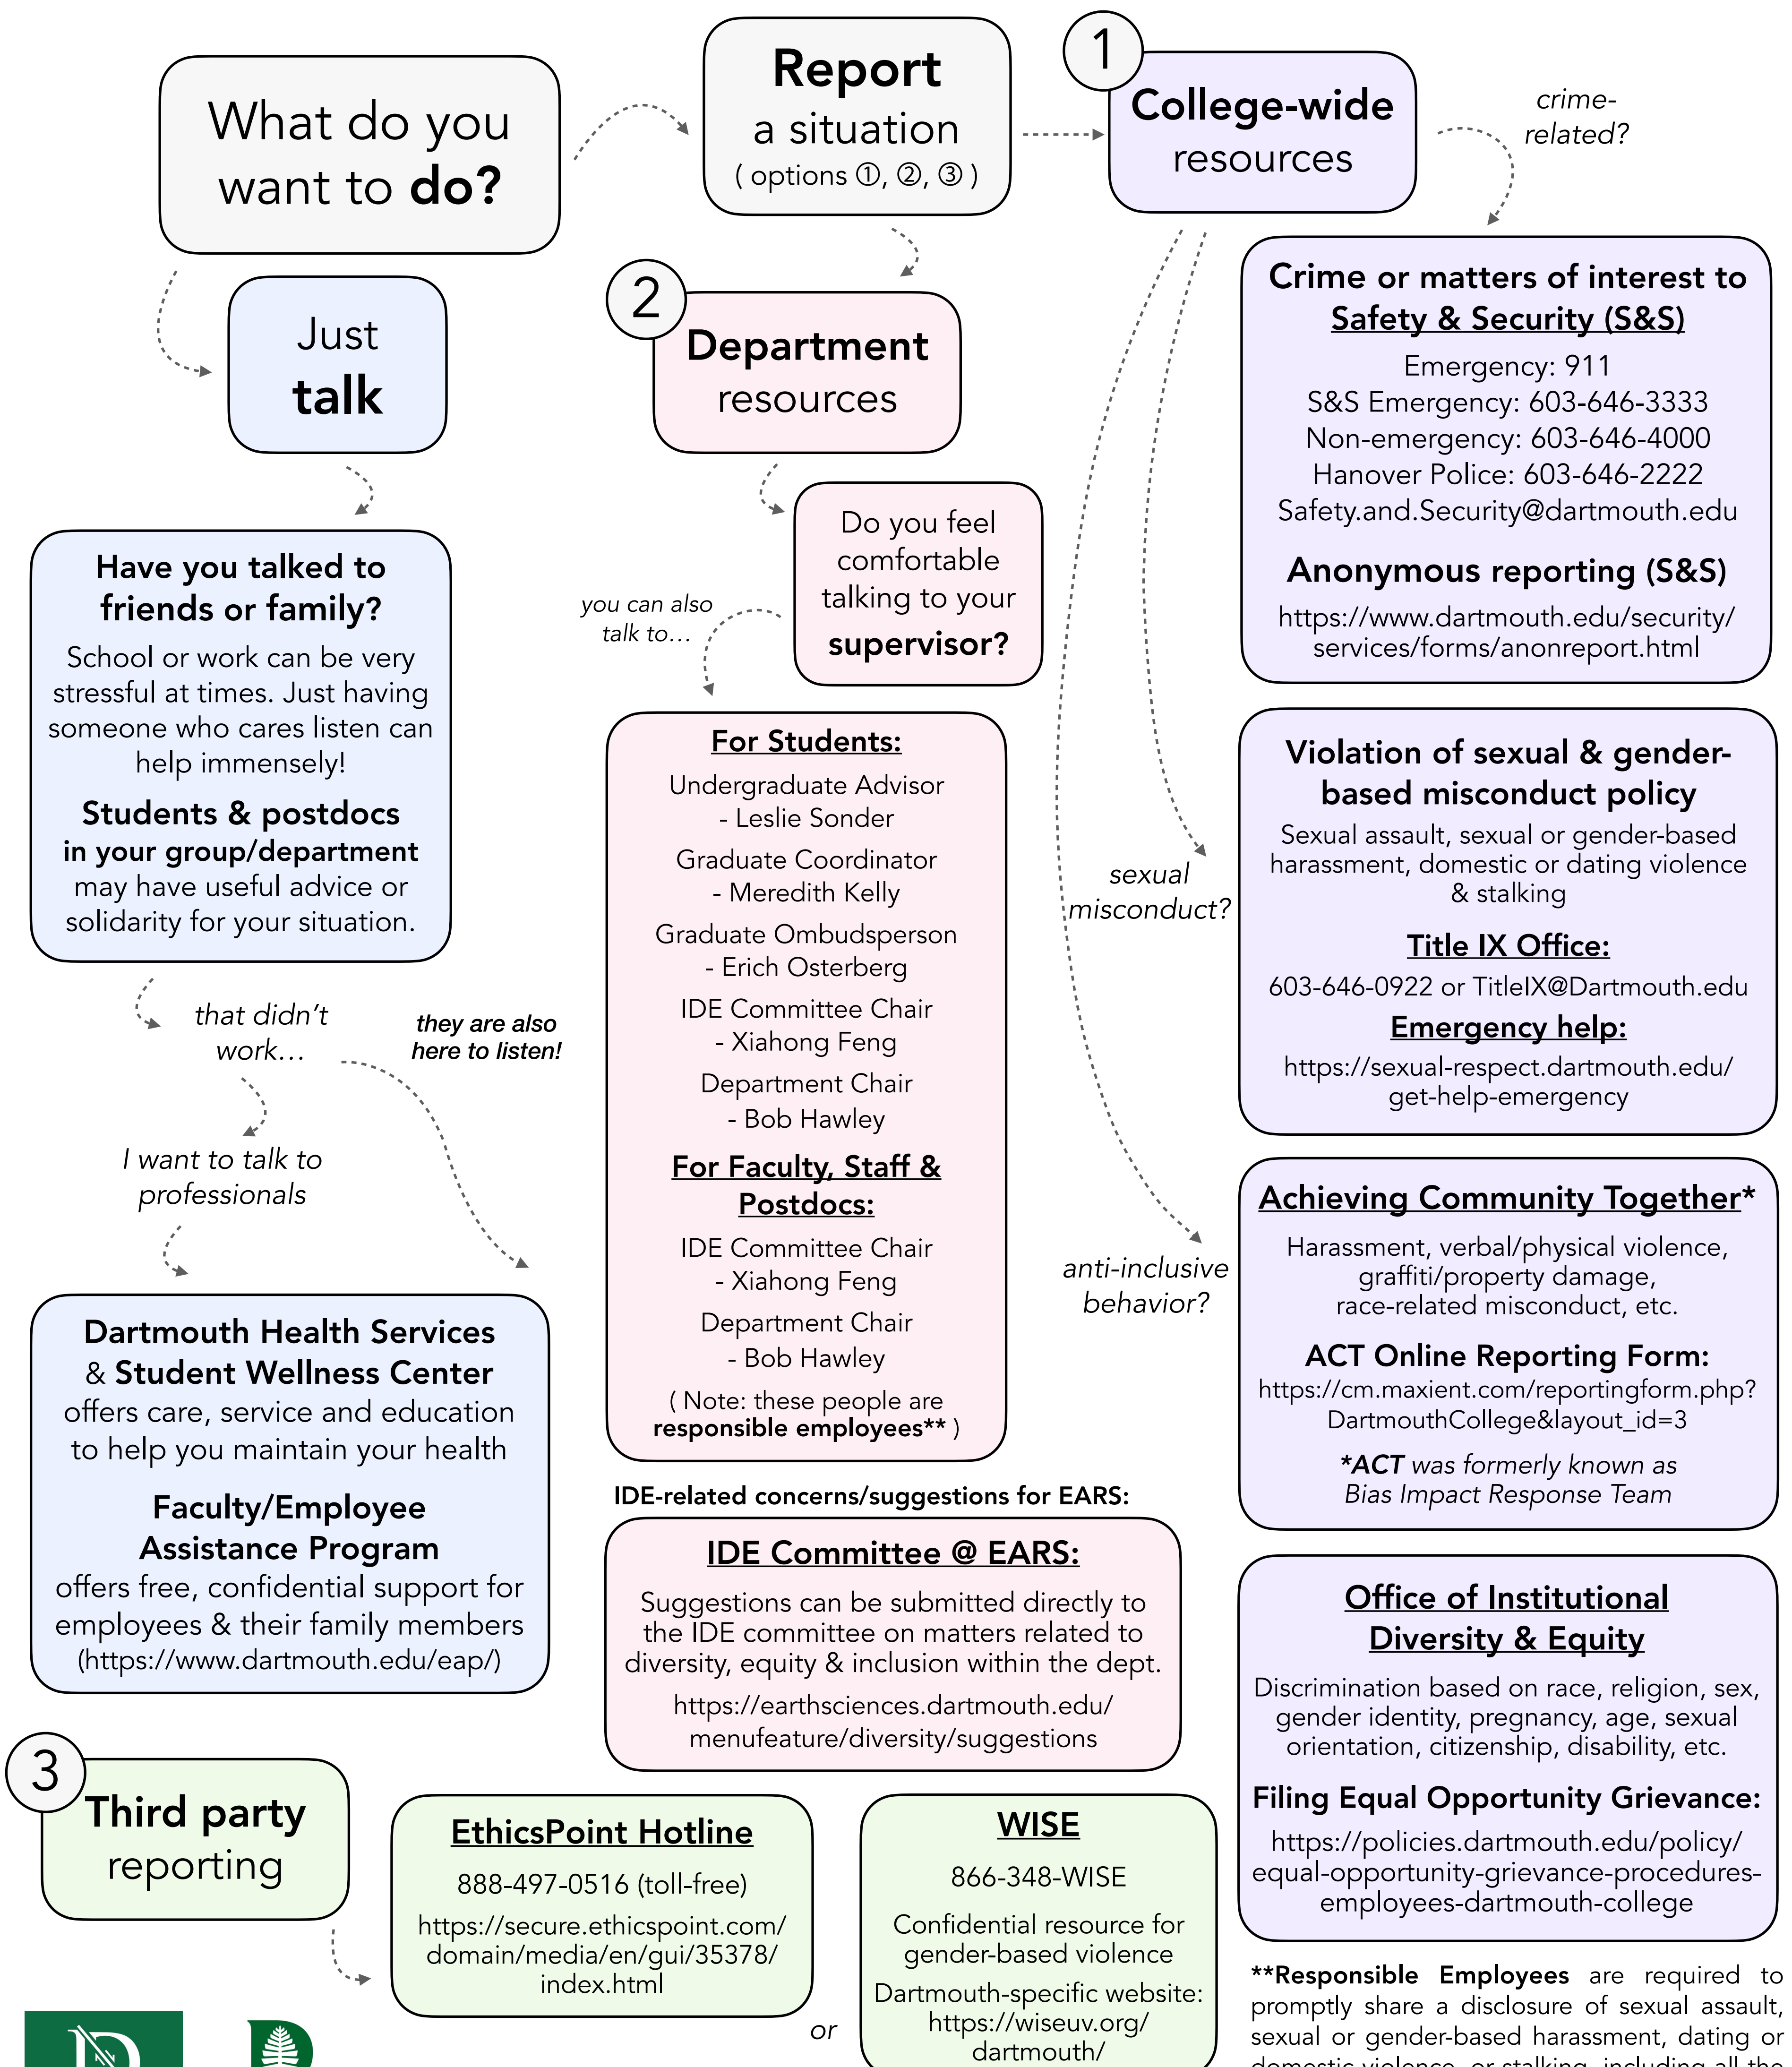 What do you
want to do?
Report
a situation
( options ①, ②, ③ )
1
College-wide
resources
crime-
related?
Crime or matters of interest to
Safety & Security (S&S)
Emergency: 911
S&S Emergency: 603-646-3333
Non-emergency: 603-646-4000
Hanover Police: 603-646-2222
Safety.and.Security@dartmouth.edu
Anonymous reporting (S&S)
https://www.dartmouth.edu/security/
services/forms/anonreport.html
sexual
misconduct?
Violation of sexual & gender-
based misconduct policy
Sexual assault, sexual or gender-based
harassment, domestic or dating violence
& stalking
Title IX Office:
603-646-0922 or TitleIX@Dartmouth.edu
Emergency help:
https://sexual-respect.dartmouth.edu/
get-help-emergency
anti-inclusive
behavior?
Achieving Community Together*
Harassment, verbal/physical violence,
graffiti/property damage,
race-related misconduct, etc.
ACT Online Reporting Form:
https://cm.maxient.com/reportingform.php?
DartmouthCollege&layout_id=3
*ACT was formerly known as
Bias Impact Response Team
Office of Institutional
Diversity & Equity
Discrimination based on race, religion, sex,
gender identity, pregnancy, age, sexual
orientation, citizenship, disability, etc.
Filing Equal Opportunity Grievance:
https://policies.dartmouth.edu/policy/
equal-opportunity-grievance-procedures-
employees-dartmouth-college
Just
talk
Have you talked to
friends or family?
School or work can be very
stressful at times. Just having
someone who cares listen can
help immensely!
Students & postdocs
in your group/department
may have useful advice or
solidarity for your situation.
that didn't
work...
they are also
here to listen!
I want to talk to
professionals
Dartmouth Health Services
& Student Wellness Center
offers care, service and education
to help you maintain your health
Faculty/Employee
Assistance Program
offers free, confidential support for
employees & their family members
(https://www.dartmouth.edu/eap/)
2
Department
resources
Do you feel
comfortable
talking to your
supervisor?
you can also
talk to...
For Students:
Undergraduate Advisor
- Leslie Sonder
Graduate Coordinator
- Meredith Kelly
Graduate Ombudsperson
- Erich Osterberg
IDE Committee Chair
- Xiahong Feng
Department Chair
- Bob Hawley
For Faculty, Staff &
Postdocs:
IDE Committee Chair
- Xiahong Feng
Department Chair
- Bob Hawley
( Note: these people are
responsible employees** )
IDE-related concerns/suggestions for EARS:
IDE Committee @ EARS:
Suggestions can be submitted directly to
the IDE committee on matters related to
diversity, equity & inclusion within the dept.
https://earthsciences.dartmouth.edu/
menufeature/diversity/suggestions
3
Third party
reporting
EthicsPoint Hotline
888-497-0516 (toll-free)
https://secure.ethicspoint.com/
domain/media/en/gui/35378/
index.html
or
WISE
866-348-WISE
Confidential resource for
gender-based violence
Dartmouth-specific website:
https://wiseuv.org/
dartmouth/
**Responsible Employees are required to
promptly share a disclosure of sexual assault,
sexual or gender-based harassment, dating or
domestic violence, or stalking, including all the